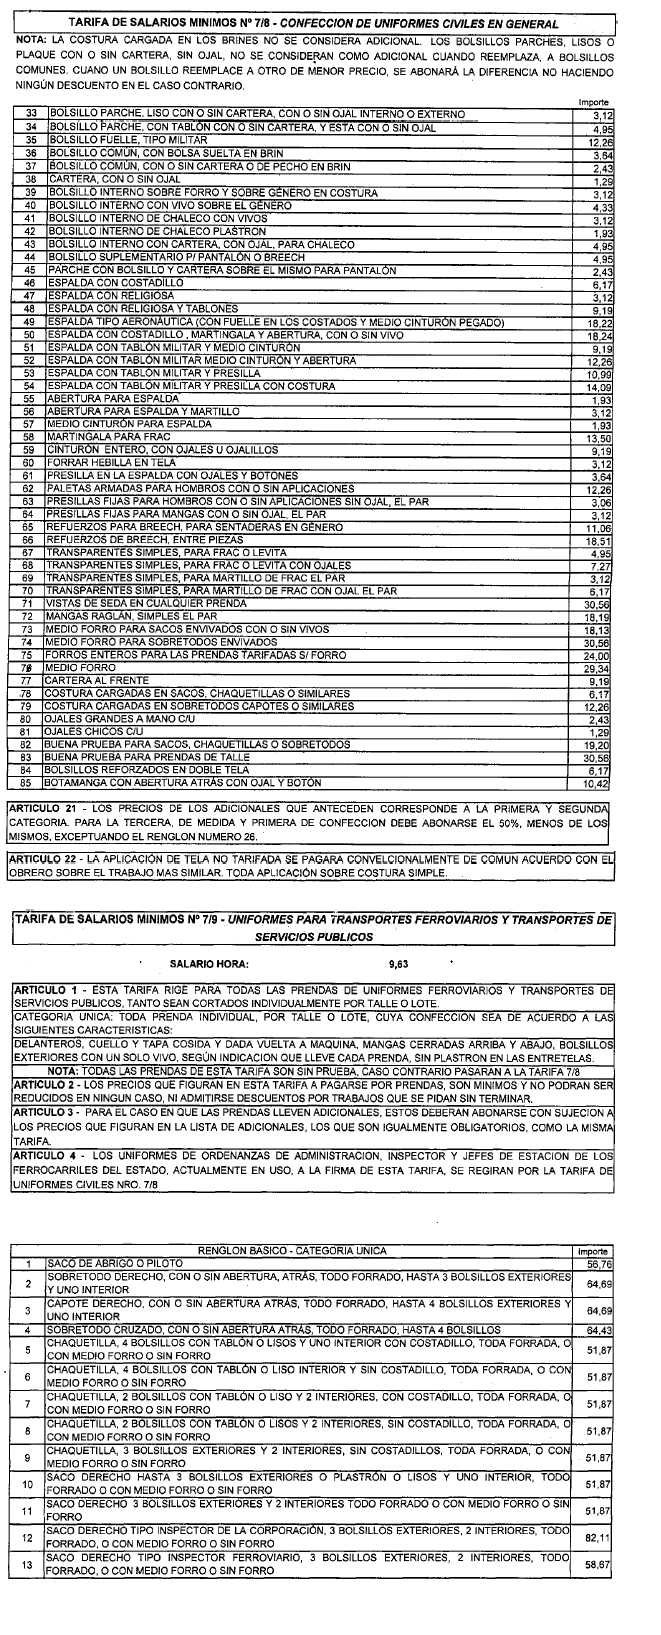 TARIFA DE SALARIOS MINIMOS Nº 7/8 - CONFECCION DE UNIFORMES CIVILES EN GENERAL
NOTA: LA COSTURA CARGADA EN LOS BRINES NO SE CONSIDERA ADICIONAL. LOS BOLSILLOS PARCHES, LISOS O
PLAQUE CON O SIN CARTERA, SIN OJAL, NO SE CONSIDERAN COMO ADICIONAL CUANDO REEMPLAZA, A BOLSILLOS
COMUNES. CUANO UN BOLSILLO REEMPLACE A OTRO DE MENOR PRECIO, SE ABONARÁ LA DIFERENCIA NO HACIENDO
NINGÚN DESCUENTO EN EL CASO CONTRARIO.
Importe
33 BOLSILLO PARCHE, LISO CON O SIN CARTERA, CON O SIN OJAL INTERNO O EXTERNO 3,12
34 BOLSILLO PARCHE, CON TABLÓN CON O SIN CARTERA, Y ESTA CON O SIN OJAL 4,95
35 BOLSILLO FUELLE, TIPO MILITAR 12,26
36 BOLSILLO COMÚN, CON BOLSA SUELTA EN BRIN 3,64
37 BOLSILLO COMÚN, CON O SIN CARTERA O DE PECHO EN BRIN 2,43
38 CARTERA, CON O SIN OJAL 1,29
39 BOLSILLO INTERNO SOBRE FORRO Y SOBRE GÉNERO EN COSTURA 3,12
40 BOLSILLO INTERNO CON VIVO SOBRE EL GÉNERO 4,33
41 BOLSILLO INTERNO DE CHALECO CON VIVOS 3,12
42 BOLSILLO INTERNO DE CHALECO PLASTRON 1,93
43 BOLSILLO INTERNO CON CARTERA, CON OJAL, PARA CHALECO 4,95
44 BOLSILLO SUPLEMENTARIO P/ PANTALÓN O BREECH 4,95
45 PARCHE CON BOLSILLO Y CARTERA SOBRE EL MISMO PARA PANTALÓN 2,43
46 ESPALDA CON COSTADILLO 6,17
47 ESPALDA CON RELIGIOSA 3,12
48 ESPALDA CON RELIGIOSA Y TABLONES 9,19
49 ESPALDA TIPO AERONÁUTICA (CON FUELLE EN LOS COSTADOS Y MEDIO CINTURÓN PEGADO) 18,22
50 ESPALDA CON COSTADILLO , MARTINGALA Y ABERTURA, CON O SIN VIVO 18,24
51 ESPALDA CON TABLÓN MILITAR Y MEDIO CINTURÓN 9,19
52 ESPALDA CON TABLÓN MILITAR MEDIO CINTURÓN Y ABERTURA 12,26
53 ESPALDA CON TABLÓN MILITAR Y PRESILLA 10,99
54 ESPALDA CON TABLÓN MILITAR Y PRESILLA CON COSTURA 14,09
55 ABERTURA PARA ESPALDA 1,93
56 ABERTURA PARA ESPALDA Y MARTILLO 3,12
57 MEDIO CINTURÓN PARA ESPALDA 1,93
58 MARTINGALA PARA FRAC 13,50
59 CINTURÓN ENTERO, CON OJALES U OJALILLOS 9,19
60 FORRAR HEBILLA EN TELA 3,12
61 PRESILLA EN LA ESPALDA CON OJALES Y BOTONES 3,64
62 PALETAS ARMADAS PARA HOMBROS CON O SIN APLICACIONES 12,26
63 PRESILLAS FIJAS PARA HOMBROS CON O SIN APLICACIONES SIN OJAL, EL PAR 3,06
64 PRESILLAS FIJAS PARA MANGAS CON O SIN OJAL, EL PAR 3,12
65 REFUERZOS PARA BREECH, PARA SENTADERAS EN GÉNERO 11,06
66 REFUERZOS DE BREECH, ENTRE PIEZAS 18,51
67 TRANSPARENTES SIMPLES, PARA FRAC O LEVITA 4,95
68 TRANSPARENTES SIMPLES, PARA FRAC O LEVITA CON OJALES 7,27
69 TRANSPARENTES SIMPLES, PARA MARTILLO DE FRAC EL PAR 3,12
70 TRANSPARENTES SIMPLES, PARA MARTILLO DE FRAC CON OJAL EL PAR 6,17
71 VISTAS DE SEDA EN CUALQUIER PRENDA 30,56
72 MANGAS RAGLÁN, SIMPLES EL PAR 18,19
73 MEDIO FORRO PARA SACOS ENVIVADOS CON O SIN VIVOS 18,13
74 MEDIO FORRO PARA SOBRETODOS ENVIVADOS 30,56
75 FORROS ENTEROS PARA LAS PRENDAS TARIFADAS S/ FORRO 24,00
76 MEDIO FORRO 29,34
77 CARTERA AL FRENTE 9,19
78 COSTURA CARGADAS EN SACOS, CHAQUETILLAS O SIMILARES 6,17
79 COSTURA CARGADAS EN SOBRETODOS CAPOTES O SIMILARES 12,26
80 OJALES GRANDES A MANO C/U 2,43
81 OJALES CHICOS C/U 1,29
82 BUENA PRUEBA PARA SACOS, CHAQUETILLAS O SOBRETODOS 19,20
83 BUENA PRUEBA PARA PRENDAS DE TALLE 30,56
84 BOLSILLOS REFORZADOS EN DOBLE TELA 6,17
85 BOTAMANGA CON ABERTURA ATRÁS CON OJAL Y BOTÓN 10,42
ARTICULO 21 - LOS PRECIOS DE LOS ADICIONALES QUE ANTECEDEN CORRESPONDE A LA PRIMERA Y SEGUNDA
CATEGORIA. PARA LA TERCERA, DE MEDIDA Y PRIMERA DE CONFECCION DEBE ABONARSE EL 50%, MENOS DE LOS
MISMOS, EXCEPTUANDO EL RENGLON NUMERO 26.
ARTICULO 22 - LA APLICACIÓN DE TELA NO TARIFADA SE PAGARA CONVELCIONALMENTE DE COMUN ACUERDO CON EL
OBRERO SOBRE EL TRABAJO MAS SIMILAR. TODA APLICACIÓN SOBRE COSTURA SIMPLE.
TARIFA DE SALARIOS MINIMOS Nº 7/9 - UNIFORMES PARA TRANSPORTES FERROVIARIOS Y TRANSPORTES DE
SERVICIOS PUBLICOS
SALARIO HORA: 9,63
ARTICULO 1 - ESTA TARIFA RIGE PARA TODAS LAS PRENDAS DE UNIFORMES FERROVIARIOS Y TRANSPORTES DE
SERVICIOS PUBLICOS, TANTO SEAN CORTADOS INDIVIDUALMENTE POR TALLE O LOTE.
CATEGORIA UNICA: TODA PRENDA INDIVIDUAL, POR TALLE O LOTE, CUYA CONFECCIÓN SEA DE ACUERDO A LAS
SIGUIENTES CARACTERISTICAS:
DELANTEROS, CUELLO Y TAPA COSIDA Y DADA VUELTA A MAQUINA, MANGAS CERRADAS ARRIBA Y ABAJO, BOLSILLOS
EXTERIORES CON UN SOLO VIVO, SEGÚN INDICACIÓN QUE LLEVE CADA PRENDA, SIN PLASTRON EN LAS ENTRETELAS.
NOTA: TODAS LAS PRENDAS DE ESTA TARIFA SON SIN PRUEBA, CASO CONTRARIO PASARAN A LA TARIFA 7/8
ARTICULO 2 - LOS PRECIOS QUE FIGURAN EN ESTA TARIFA A PAGARSE POR PRENDAS, SON MINIMOS Y NO PODRAN SER
REDUCIDOS EN NINGUN CASO, NI ADMITIRSE DESCUENTOS POR TRABAJOS QUE SE PIDAN SIN TERMINAR.
ARTICULO 3 - PARA EL CASO EN QUE LAS PRENDAS LLEVEN ADICIONALES, ESTOS DEBERAN ABONARSE CON SUJECION A
LOS PRECIOS QUE FIGURAN EN LA LISTA DE ADICIONALES, LOS QUE SON IGUALMENTE OBLIGATORIOS, COMO LA MISMA
TARIFA.
ARTICULO 4 - LOS UNIFORMES DE ORDENANZAS DE ADMINISTRACION, INSPECTOR Y JEFES DE ESTACION DE LOS
FERROCARRILES DEL ESTADO, ACTUALMENTE EN USO, A LA FIRMA DE ESTA TARIFA, SE REGIRAN POR LA TARIFA DE
UNIFORMES CIVILES NRO. 7/8
RENGLON BASICO - CATEGORIA UNICA Importe
1 SACO DE ABRIGO O PILOTO 56,76
2 SOBRETODO DERECHO, CON O SIN ABERTURA, ATRÁS, TODO FORRADO, HASTA 3 BOLSILLOS EXTERIORES
Y UNO INTERIOR 64,69
3 CAPOTE DERECHO, CON O SIN ABERTURA ATRÁS, TODO FORRADO, HASTA 4 BOLSILLOS EXTERIORES Y
UNO INTERIOR 64,69
4 SOBRETODO CRUZADO, CON O SIN ABERTURA ATRÁS, TODO FORRADO, HASTA 4 BOLSILLOS 64,43
5 CHAQUETILLA, 4 BOLSILLOS CON TABLÓN O LISOS Y UNO INTERIOR CON COSTADILLO, TODA FORRADA, O
CON MEDIO FORRO O SIN FORRO 51,87
6 CHAQUETILLA, 4 BOLSILLOS CON TABLÓN O LISO INTERIOR Y SIN COSTADILLO, TODA FORRADA, O CON
MEDIO FORRO O SIN FORRO 51,87
7 CHAQUETILLA, 2 BOLSILLOS CON TABLÓN O LISO Y 2 INTERIORES, CON COSTADILLO, TODA FORRADA, O
CON MEDIO FORRO O SIN FORRO 51,87
8 CHAQUETILLA, 2 BOLSILLOS CON TABLÓN O LISOS Y 2 INTERIORES, SIN COSTADILLO, TODA FORRADA, O
CON MEDIO FORRO O SIN FORRO 51,87
9 CHAQUETILLA, 3 BOLSILLOS EXTERIORES Y 2 INTERIORES, SIN COSTADILLOS, TODA FORRADA, O CON
MEDIO FORRO O SIN FORRO 51,87
10 SACO DERECHO HASTA 3 BOLSILLOS EXTERIORES O PLASTRÓN O LISOS Y UNO INTERIOR, TODO
FORRADO O CON MEDIO FORRO O SIN FORRO 51,87
11 SACO DERECHO 3 BOLSILLOS EXTERIORES Y 2 INTERIORES TODO FORRADO O CON MEDIO FORRO O SIN
FORRO 51,87
12 SACO DERECHO TIPO INSPECTOR DE LA CORPORACIÓN, 3 BOLSILLOS EXTERIORES, 2 INTERIORES, TODO
FORRADO, O CON MEDIO FORRO O SIN FORRO 82,11
13 SACO DERECHO TIPO INSPECTOR FERROVIARIO, 3 BOLSILLOS EXTERIORES, 2 INTERIORES, TODO
FORRADO, O CON MEDIO FORRO O SIN FORRO 58,67